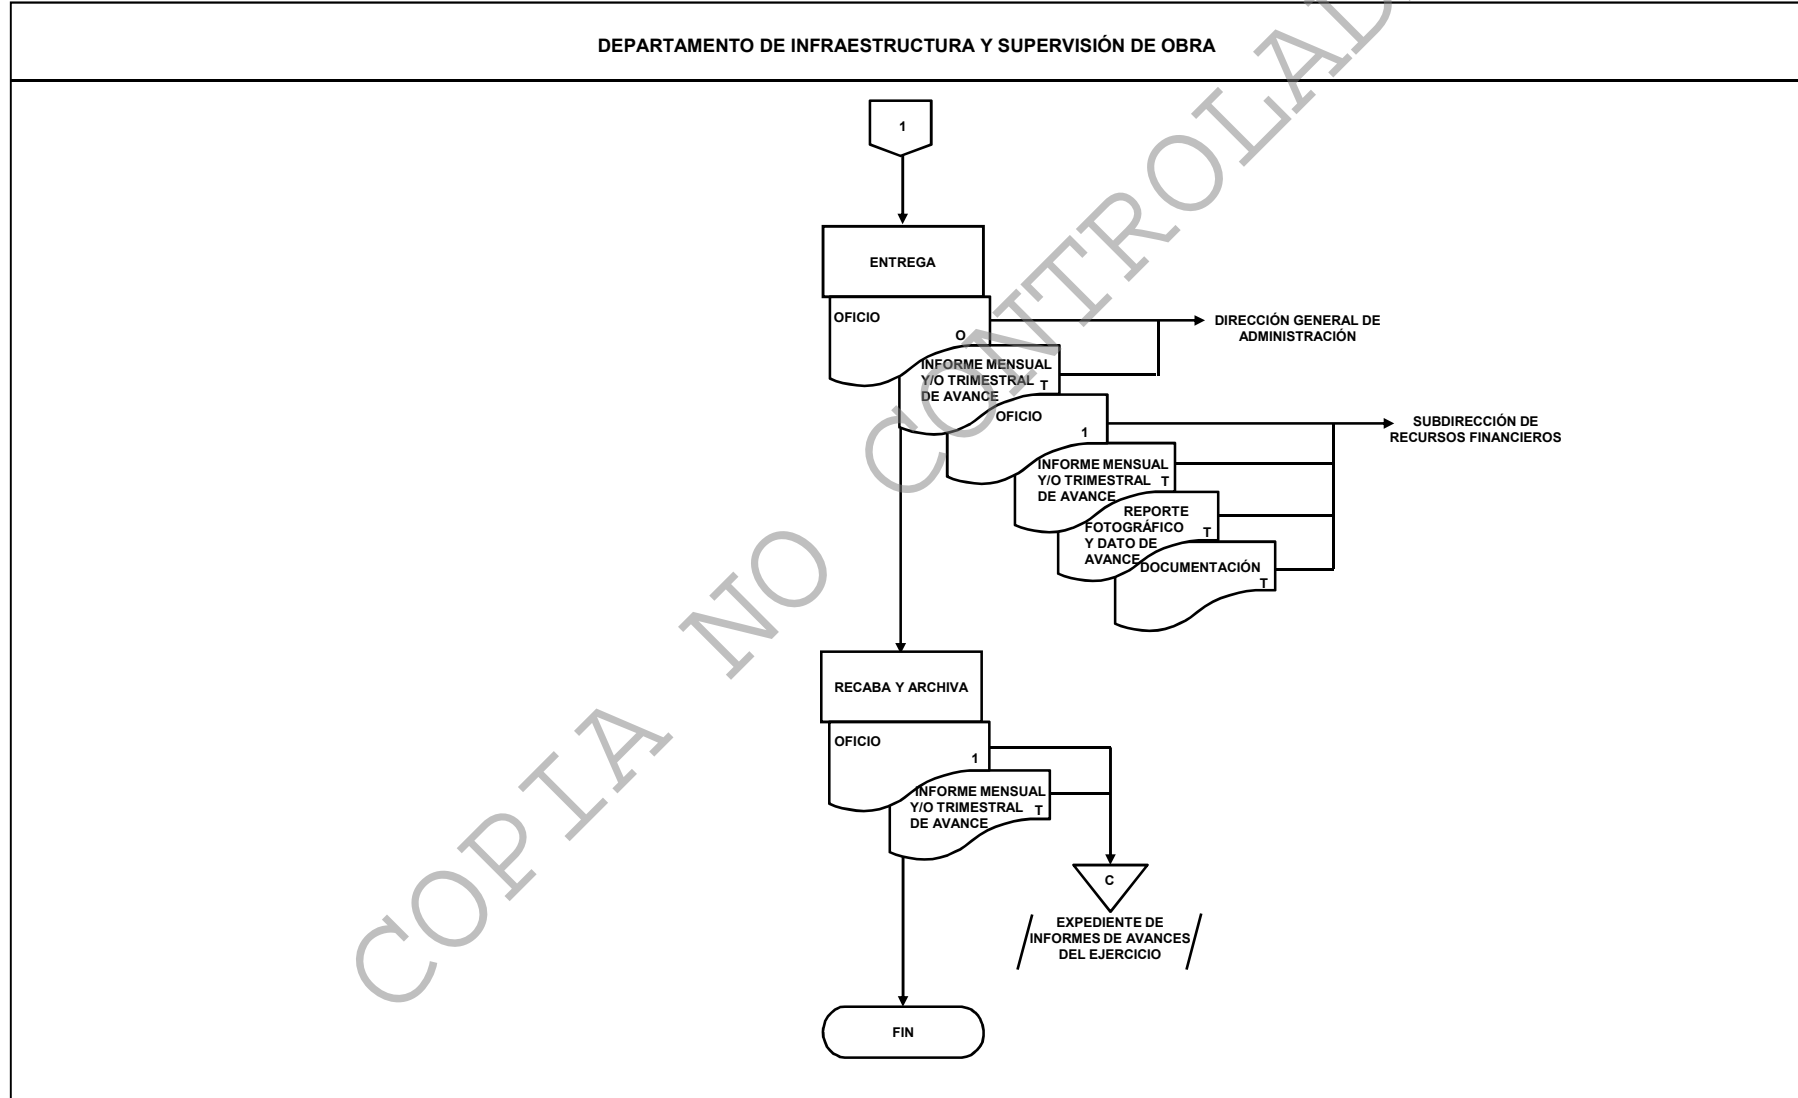 DEPARTAMENTO DE INFRAESTRUCTURA Y SUPERVISIÓN DE OBRA
1
ENTREGA
OFICIO
O
DIRECCIÓN GENERAL DE
ADMINISTRACIÓN
INFORME MENSUAL
Y/O TRIMESTRAL T
DE AVANCE
OFICIO
1
SUBDIRECCIÓN DE
RECURSOS FINANCIEROS
INFORME MENSUAL
Y/O TRIMESTRAL T
DE AVANCE
REPORTE
FOTOGRÁFICO T
Y DATO DE
AVANCE
DOCUMENTACIÓN
T
RECABA Y ARCHIVA
OFICIO
1
INFORME MENSUAL
Y/O TRIMESTRAL T
DE AVANCE
C
EXPEDIENTE DE
INFORMES DE AVANCES
DEL EJERCICIO
FIN
COPIA NO CONTROLAD